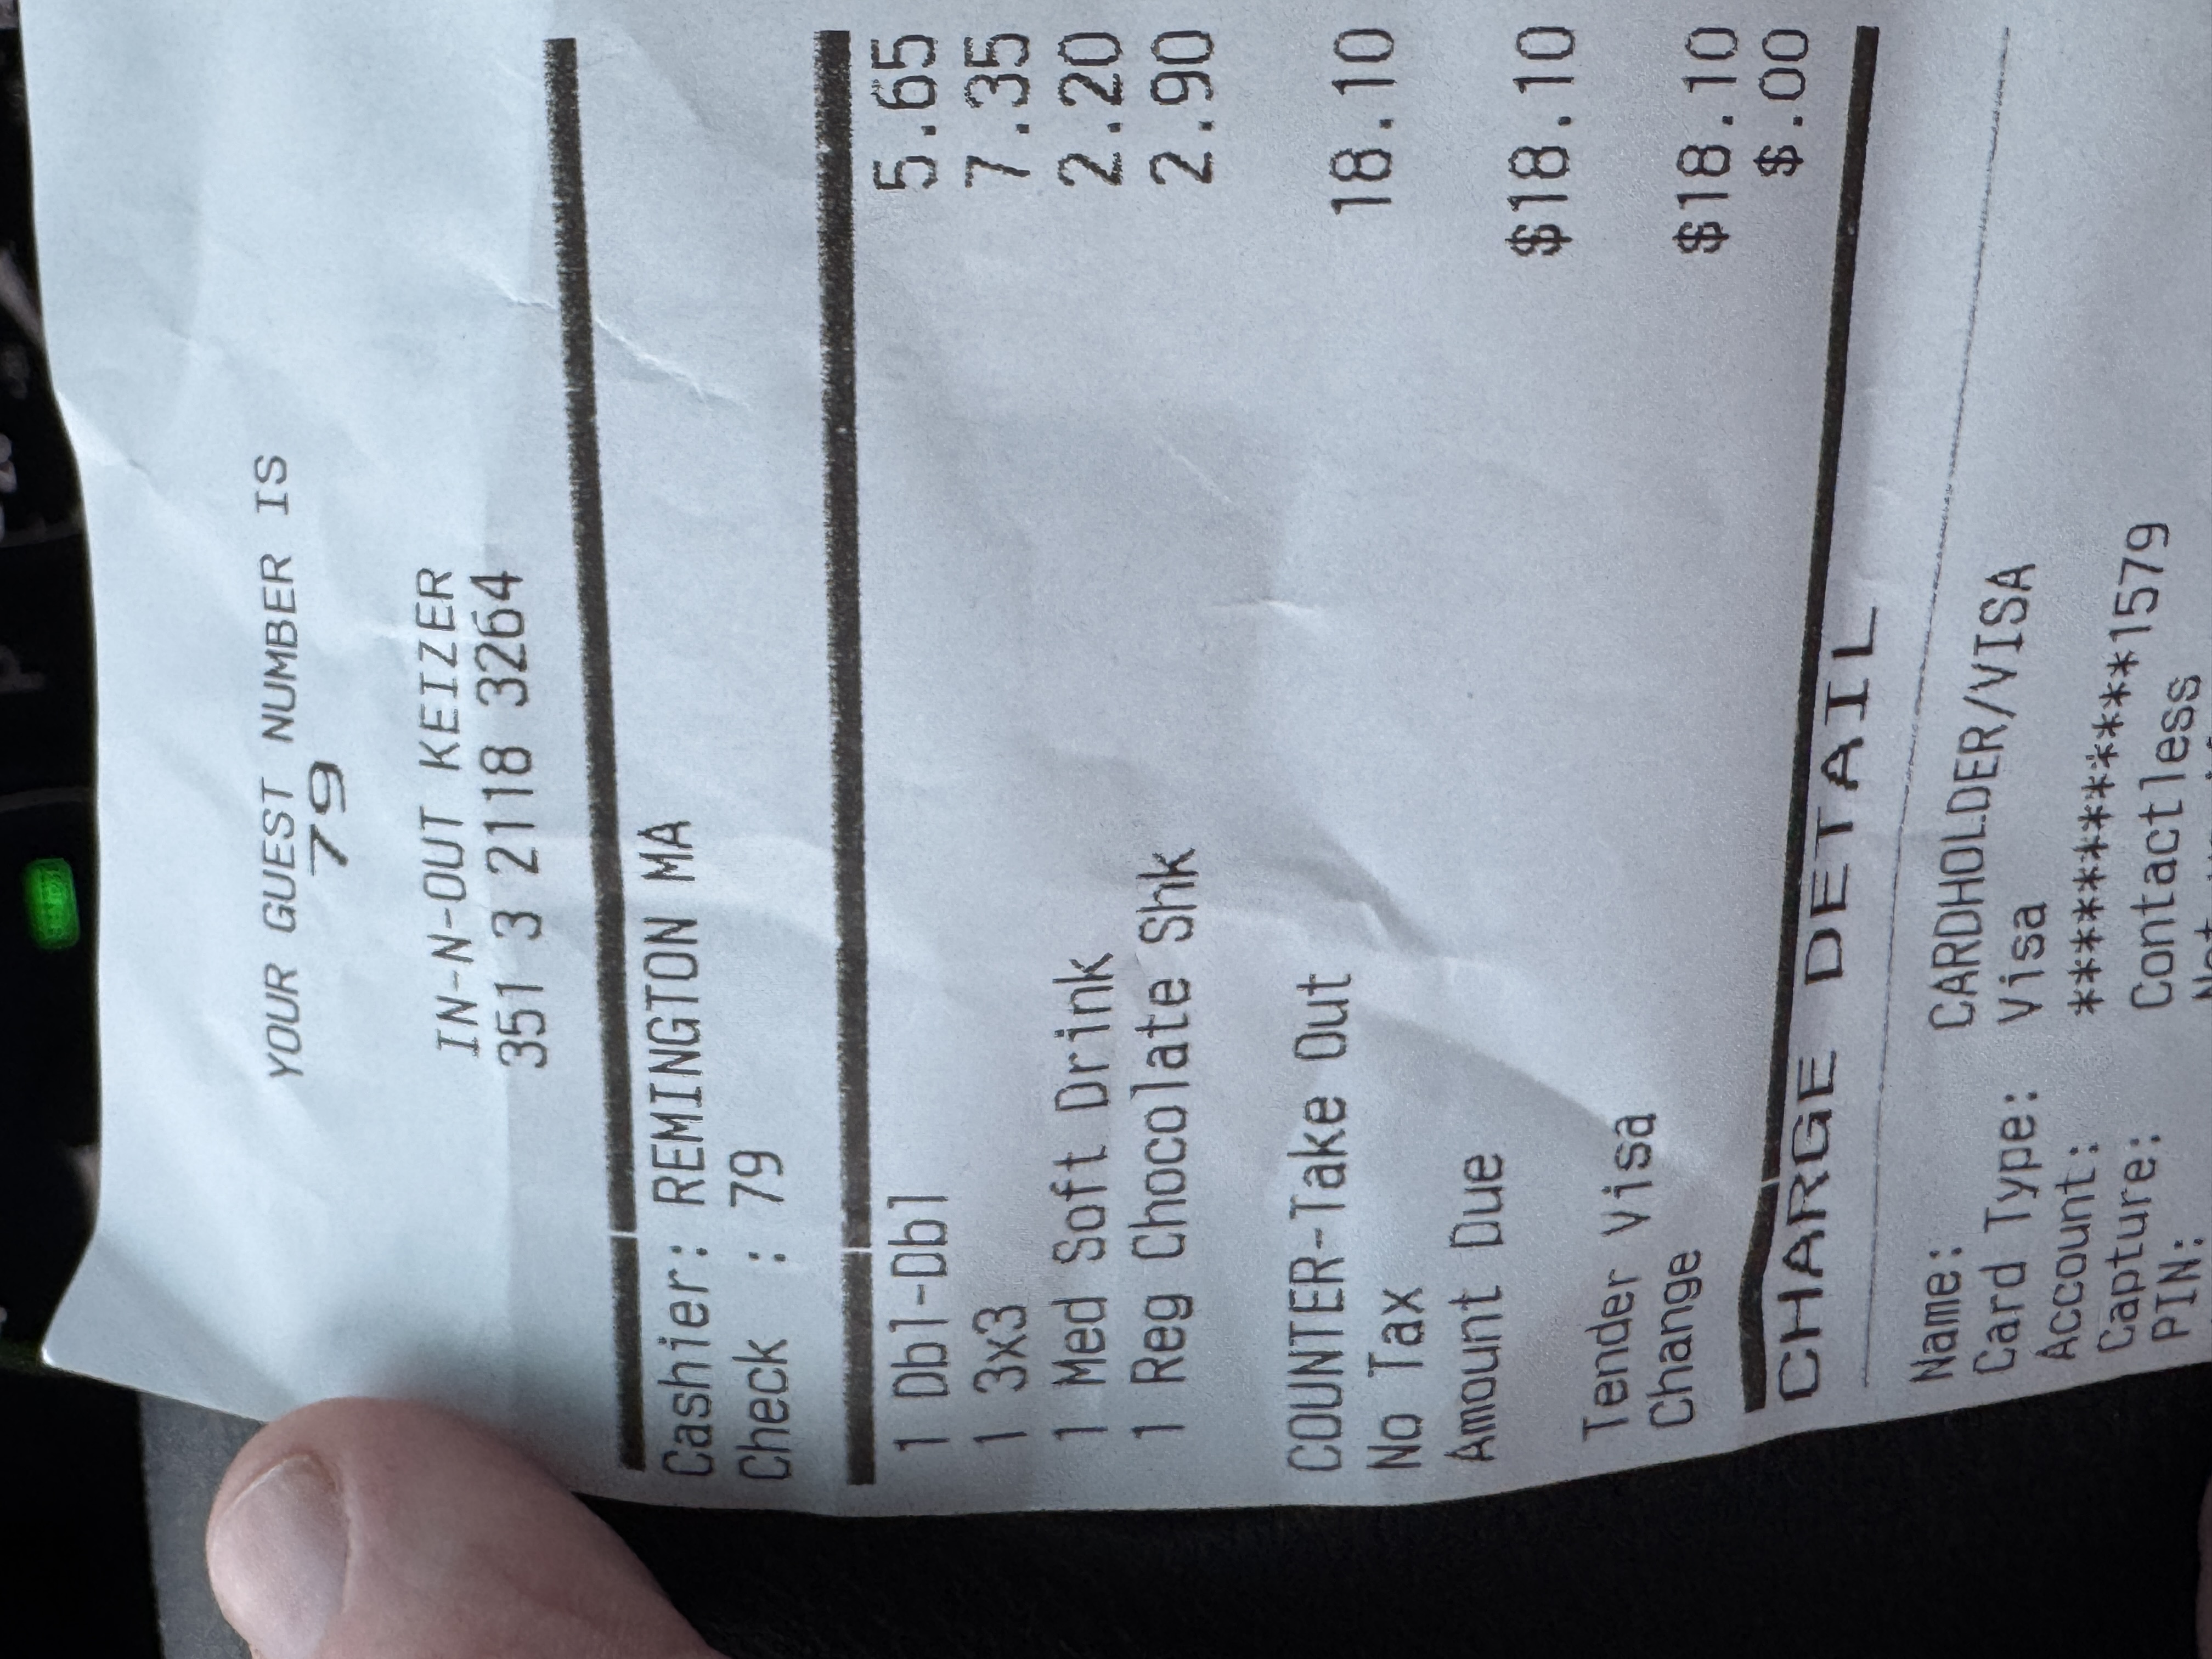 YOUR GUEST NUMBER IS
79
IN-N-OUT KEIZER
351 3 2118 3264
Cashier: REMINGTON MA
Check : 79
1 Dbl-Dbl 5.65
1 3x3 7.35
1 Med Soft Drink 2.20
1 Reg Chocolate Shk 2.90
COUNTER-Take Out 18.10
No Tax
Amount Due $18.10
Tender Visa $18.10
Change $.00
CHARGE DETAIL
Name: CARDHOLDER/VISA
Card Type: Visa
Account: ************1579
Capture: Contactless
PIN: